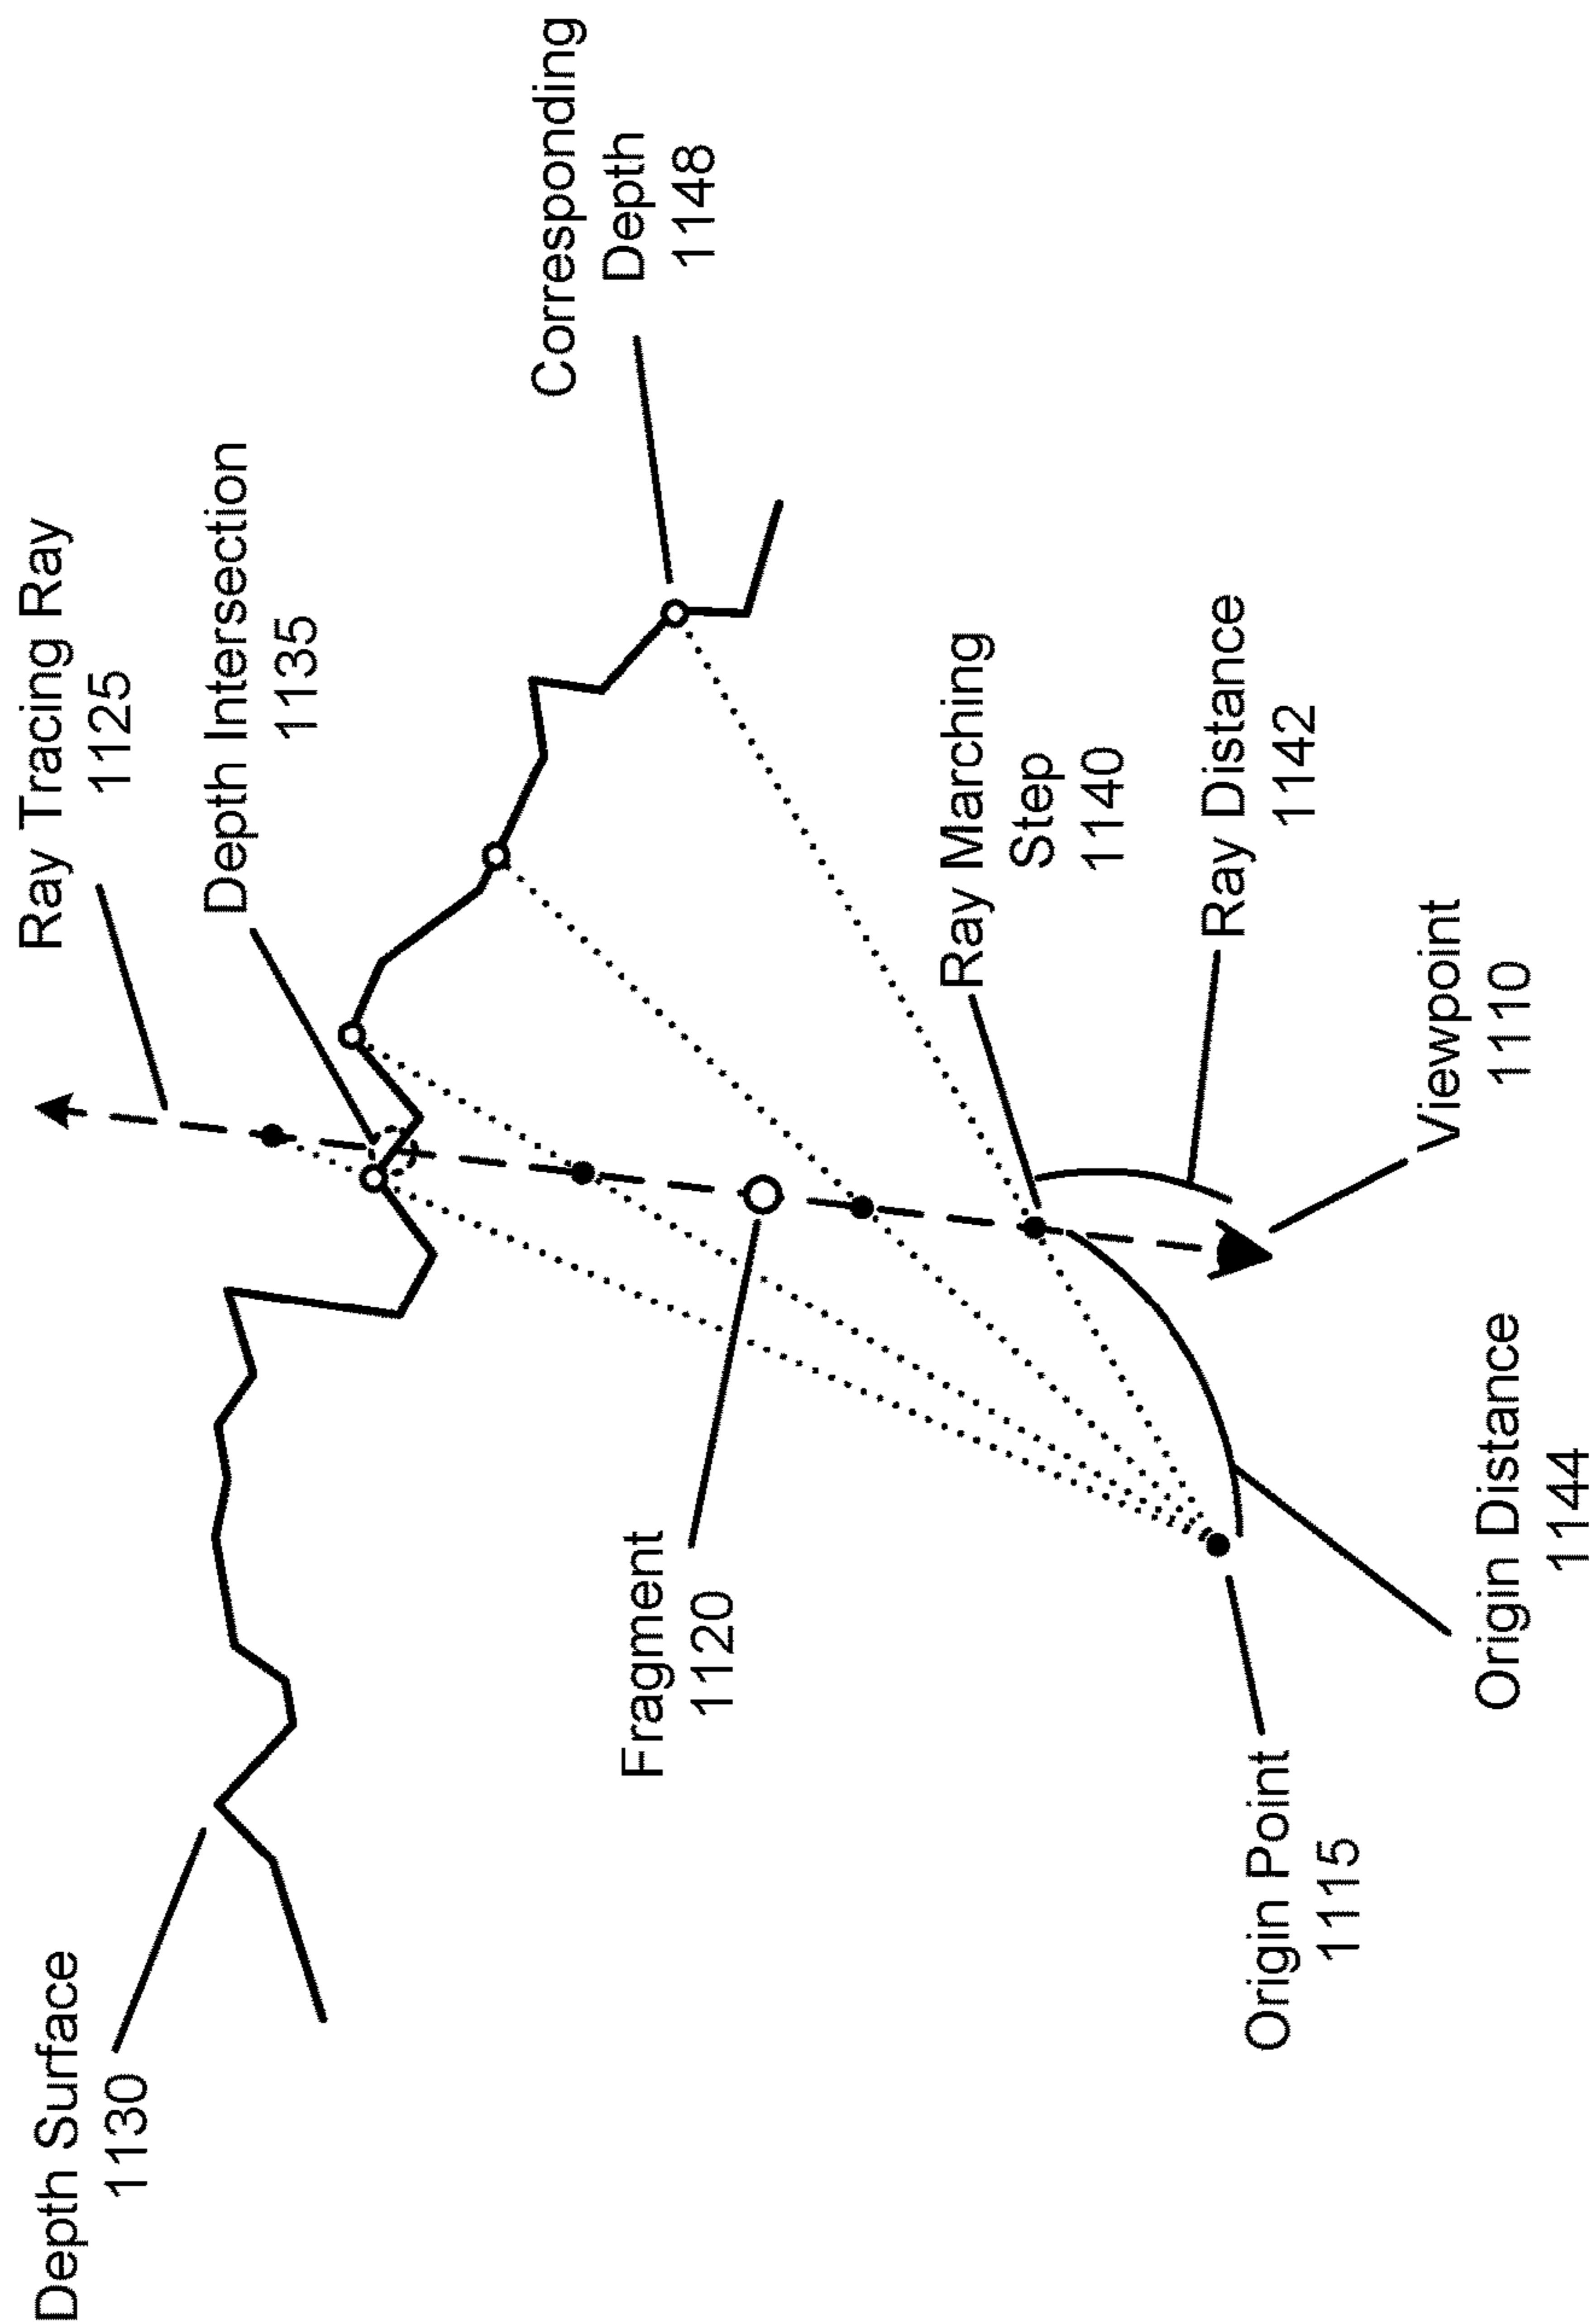 Depth Surface
1130
Ray Tracing Ray
1125
Depth Intersection
1135
Corresponding
Depth
1148
Fragment
1120
Ray Marching
Step
1140
Ray Distance
1142
Origin Point
1115
Viewpoint
1110
Origin Distance
1144